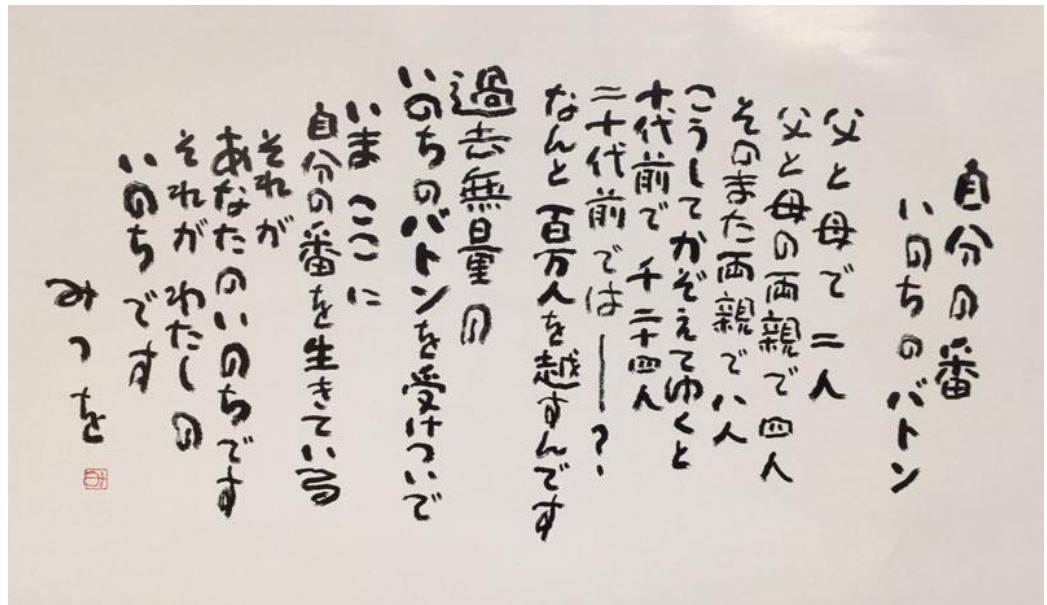 自分の番
いのちのバトン
父と母で二人
父と母の両親で四人
そのまた両親で八人
こうしてかぞえてゆくと
十代前で千二十四人
二十代前では―?
なんと百万人を越すんです
過去無量の
いのちのバトンを受けついで
いまここに
自分の番を生きている
それが
あなたのいのちです
それがわたしの
いのちです
みつを